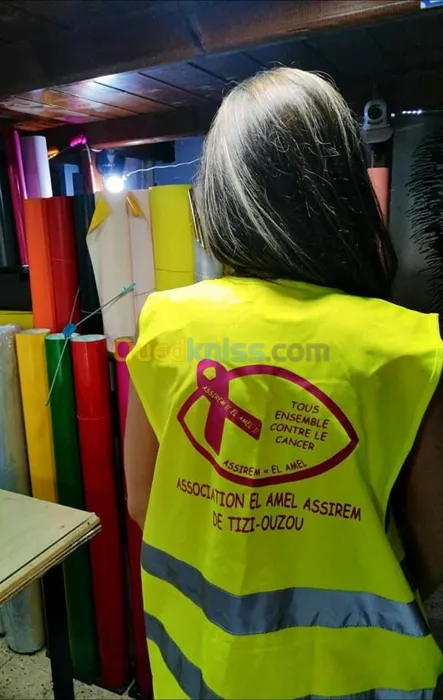 Ouedkniss.com
ASSIREM « EL AMEL »
TOUS
ENSEMBLE
CONTRE LE
CANCER
ASSIREM « EL AMEL
ASSOCIATION EL AMEL ASSIREM
DE TIZI-OUZOU